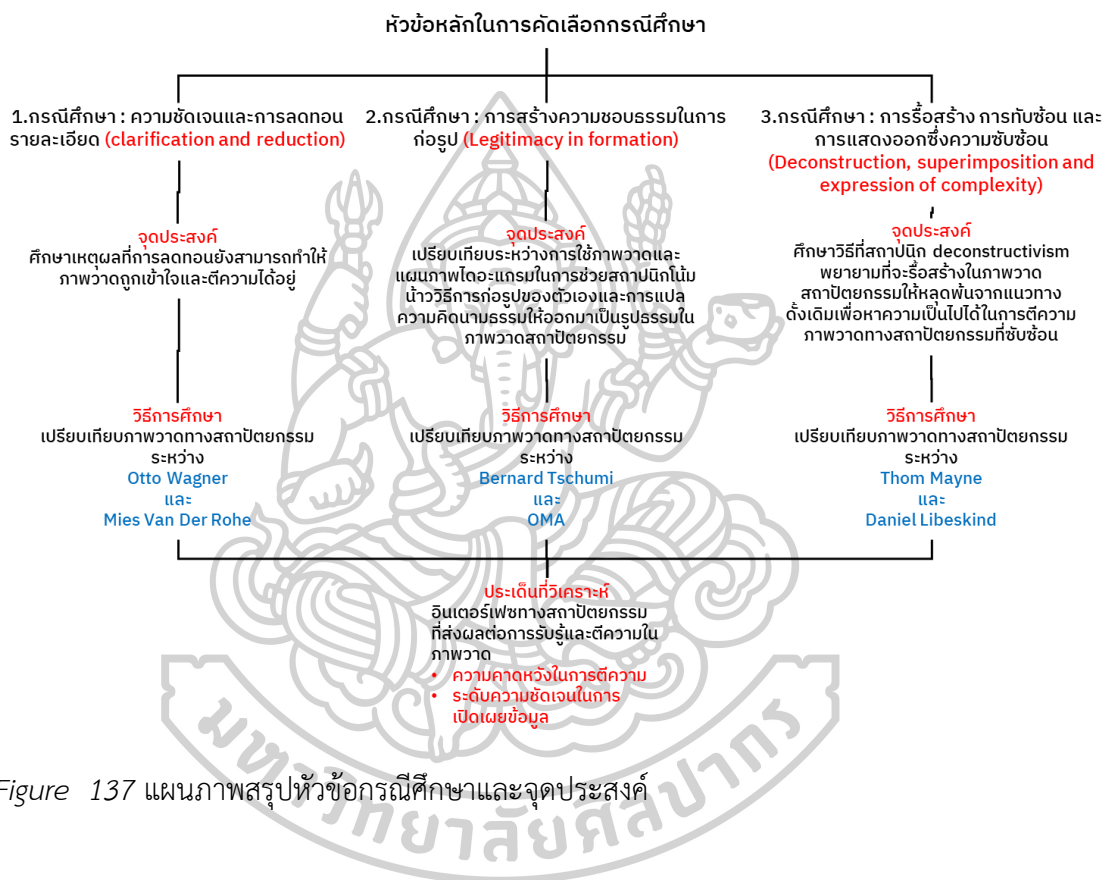 หัวข้อหลักในการคัดเลือกกรณีศึกษา
1.กรณีศึกษา : ความชัดเจนและการลดทอน
รายละเอียด (clarification and reduction)
จุดประสงค์
ศึกษาเหตุผลที่การลดทอนยังสามารถทำให้
ภาพวาดถูกเข้าใจและตีความได้อยู่
วิธีการศึกษา
เปรียบเทียบภาพวาดทางสถาปัตยกรรม
ระหว่าง
Otto Wagner
และ
Mies Van Der Rohe
2.กรณีศึกษา : การสร้างความชอบธรรมในการ
ก่อรูป (Legitimacy in formation)
จุดประสงค์
เปรียบเทียบระหว่างการใช้ภาพวาดและ
แผนภาพไดอะแกรมในการช่วยสถาปนิกโน้ม
น้าววิธีการก่อรูปของตัวเองและการแปล
ความคิดนามธรรมให้ออกมาเป็นรูปธรรมใน
ภาพวาดสถาปัตยกรรม
วิธีการศึกษา
เปรียบเทียบภาพวาดทางสถาปัตยกรรม
ระหว่าง
Bernard Tschumi
และ
OMA
3.กรณีศึกษา : การรื้อสร้าง การทับซ้อน และ
การแสดงออกซึ่งความซับซ้อน
(Deconstruction, superimposition and
expression of complexity)
จุดประสงค์
ศึกษาวิธีที่สถาปนิก deconstructivism
พยายามที่จะรื้อสร้างในภาพวาด
สถาปัตยกรรมให้หลุดพ้นจากแนวทาง
ดั้งเดิมเพื่อหาความเป็นไปได้ในการตีความ
ภาพวาดทางสถาปัตยกรรมที่ซับซ้อน
วิธีการศึกษา
เปรียบเทียบภาพวาดทางสถาปัตยกรรม
ระหว่าง
Thom Mayne
และ
Daniel Libeskind
ประเด็นที่วิเคราะห์
อินเตอร์เฟซทางสถาปัตยกรรม
ที่ส่งผลต่อการรับรู้และตีความใน
ภาพวาด
• ความคาดหวังในการตีความ
• ระดับความชัดเจนในการ
เปิดเผยข้อมูล
Figure 137 แผนภาพสรุปหัวข้อกรณีศึกษาและจุดประสงค์
มหาวิทยาลัยศิลปากร